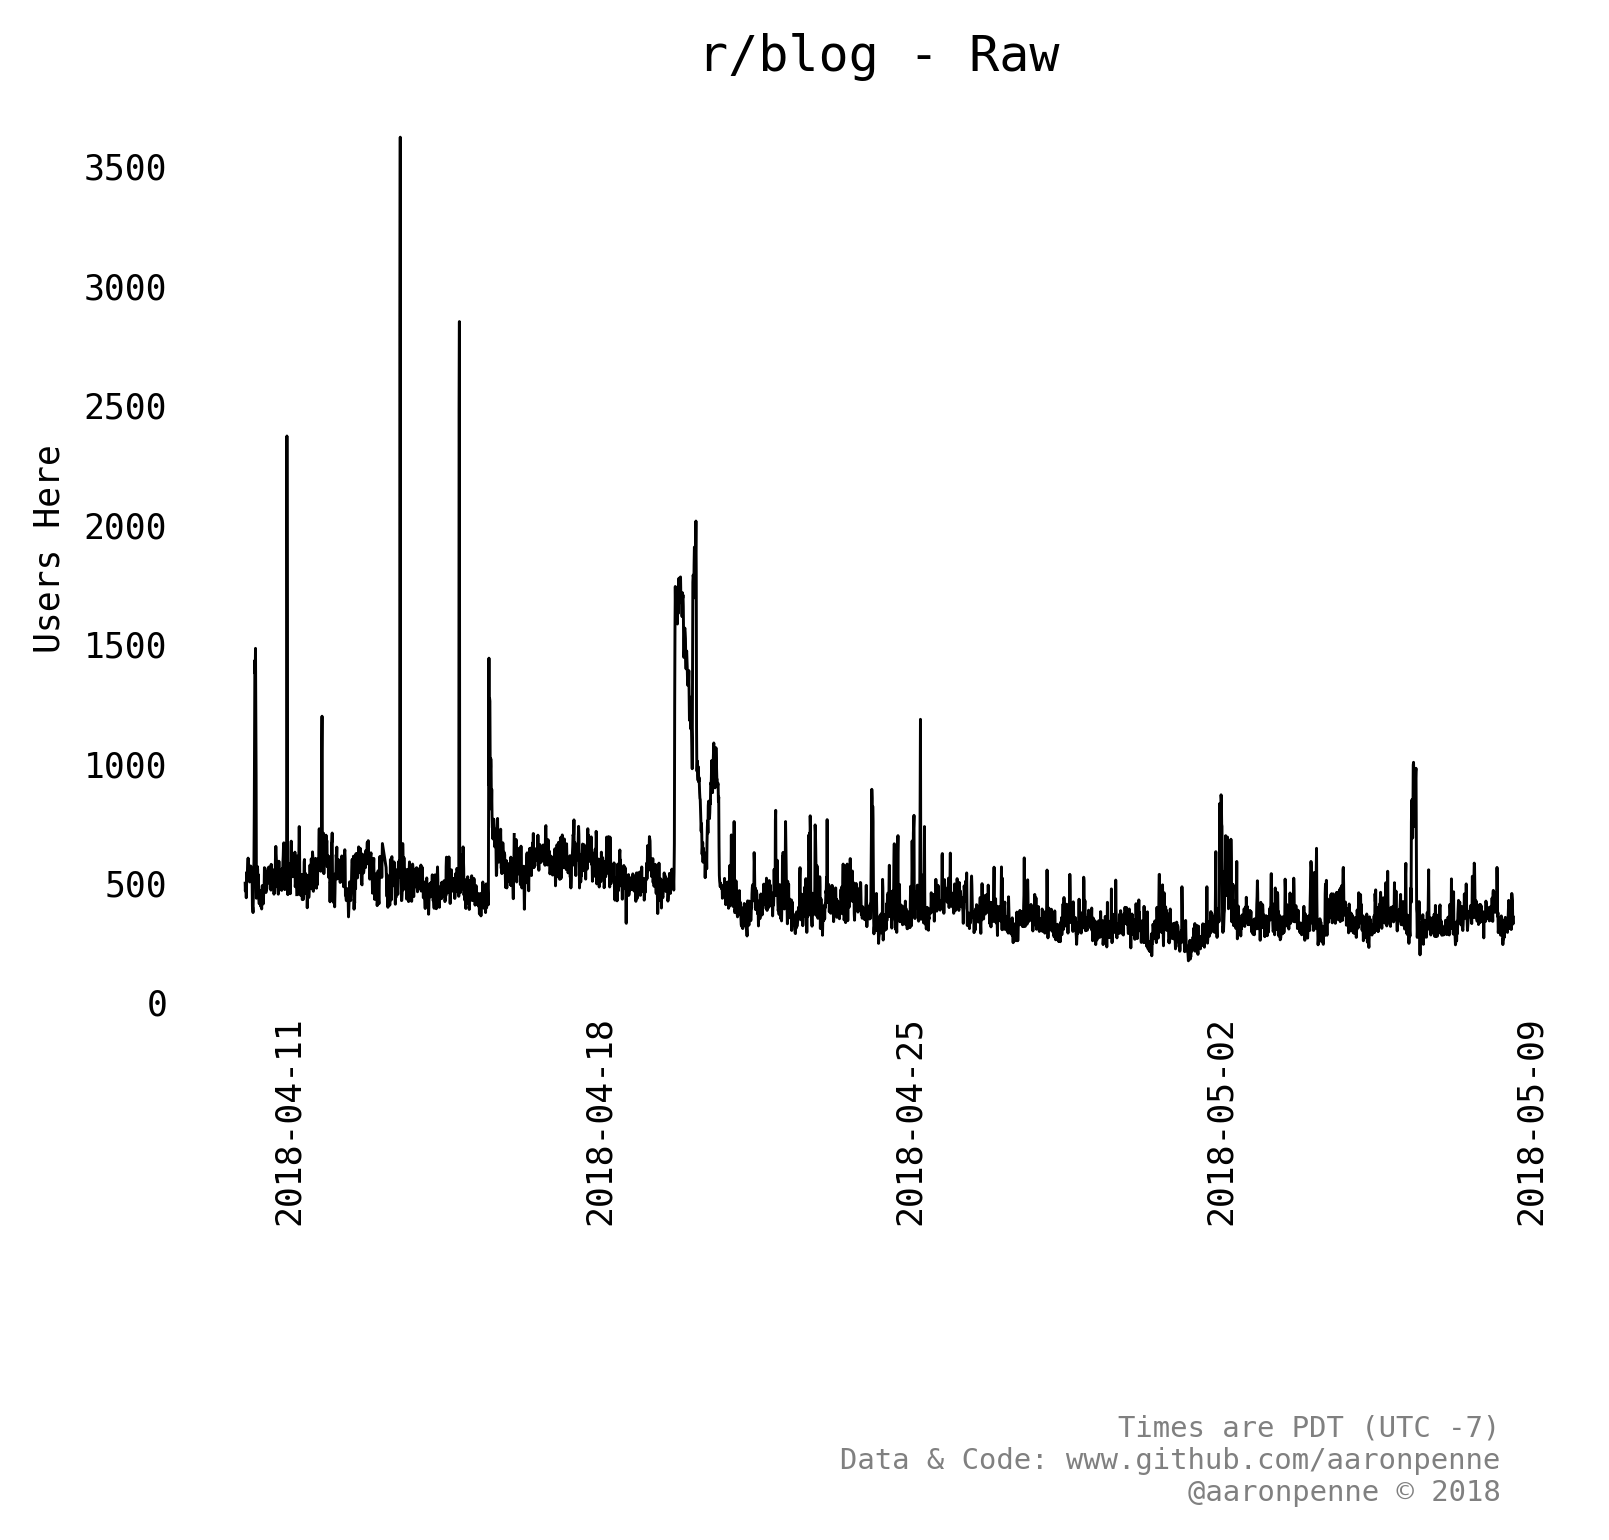 r/blog - Raw
Users Here
3500
3000
2500
2000
1500
1000
500
0
2018-04-11
2018-04-18
2018-04-25
2018-05-02
2018-05-09
Times are PDT (UTC -7)
Data & Code: www.github.com/aaronpenne
@aaronpenne © 2018